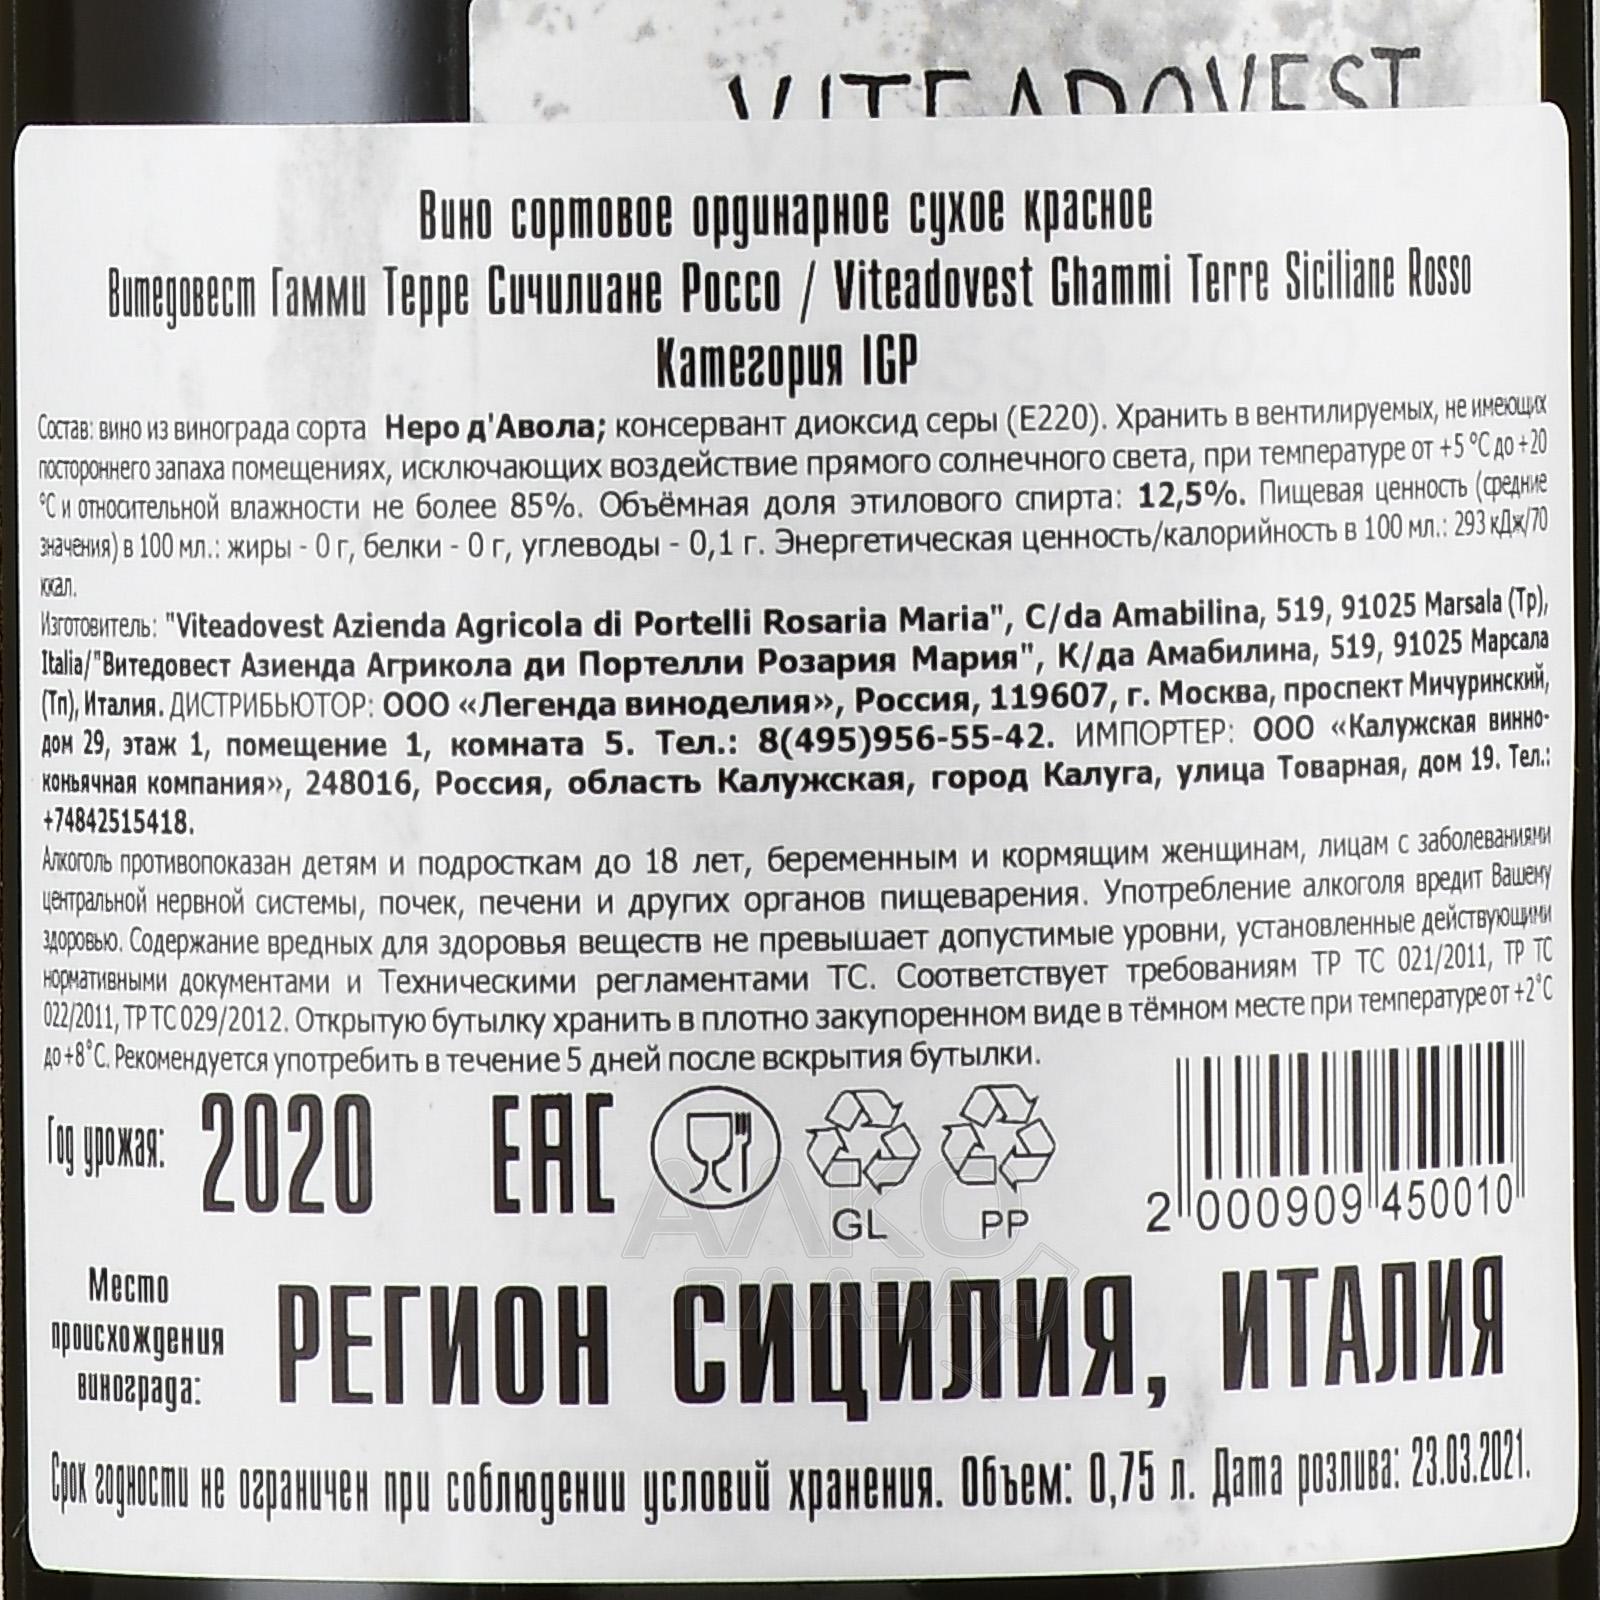 VITEADOVEST
Вино сортовое ординарное сухое красное
Витедовест Гамми Терре Сичилиане Россо / Viteadovest Ghammi Terre Siciliane Rosso
Категория IGP
Состав: вино из винограда сорта Неро д'Авола; консервант диоксид серы (Е220). Хранить в вентилируемых, не имеющих
постороннего запаха помещениях, исключающих воздействие прямого солнечного света, при температуре от +5 °С до +20
°С и относительной влажности не более 85%. Объёмная доля этилового спирта: 12,5%. Пищевая ценность (средние
значения) в 100 мл.: жиры - 0 г, белки - 0 г, углеводы - 0,1 г. Энергетическая ценность/калорийность в 100 мл.: 293 кДж/70
ккал.
Изготовитель: "Viteadovest Azienda Agricola di Portelli Rosaria Maria", C/da Amabilina, 519, 91025 Marsala (Tp),
Italia/"Витедовест Азиенда Агрикола ди Портелли Розария Мария", К/да Амабилина, 519, 91025 Марсала
(Тп), Италия. ДИСТРИБЬЮТОР: ООО «Легенда виноделия», Россия, 119607, г. Москва, проспект Мичуринский,
дом 29, этаж 1, помещение 1, комната 5. Тел.: 8(495)956-55-42. ИМПОРТЕР: ООО «Калужская винно-
коньячная компания», 248016, Россия, область Калужская, город Калуга, улица Товарная, дом 19. Тел.:
+74842515418.
Алкоголь противопоказан детям и подросткам до 18 лет, беременным и кормящим женщинам, лицам с заболеваниями
центральной нервной системы, почек, печени и других органов пищеварения. Употребление алкоголя вредит Вашему
здоровью. Содержание вредных для здоровья веществ не превышает допустимые уровни, установленные действующими
нормативными документами и Техническими регламентами ТС. Соответствует требованиям ТР ТС 021/2011, ТР ТС
022/2011, ТР ТС 029/2012. Открытую бутылку хранить в плотно закупоренном виде в тёмном месте при температуре от +2°С
до +8°С. Рекомендуется употребить в течение 5 дней после вскрытия бутылки.
Год урожая: 2020 ЕАС
GL PP
2 000909 450010
АЛКО
ПЛАЗА.ru
Место
происхождения
винограда:
РЕГИОН СИЦИЛИЯ, ИТАЛИЯ
Срок годности не ограничен при соблюдении условий хранения. Объем: 0,75 л. Дата розлива: 23.03.2021.